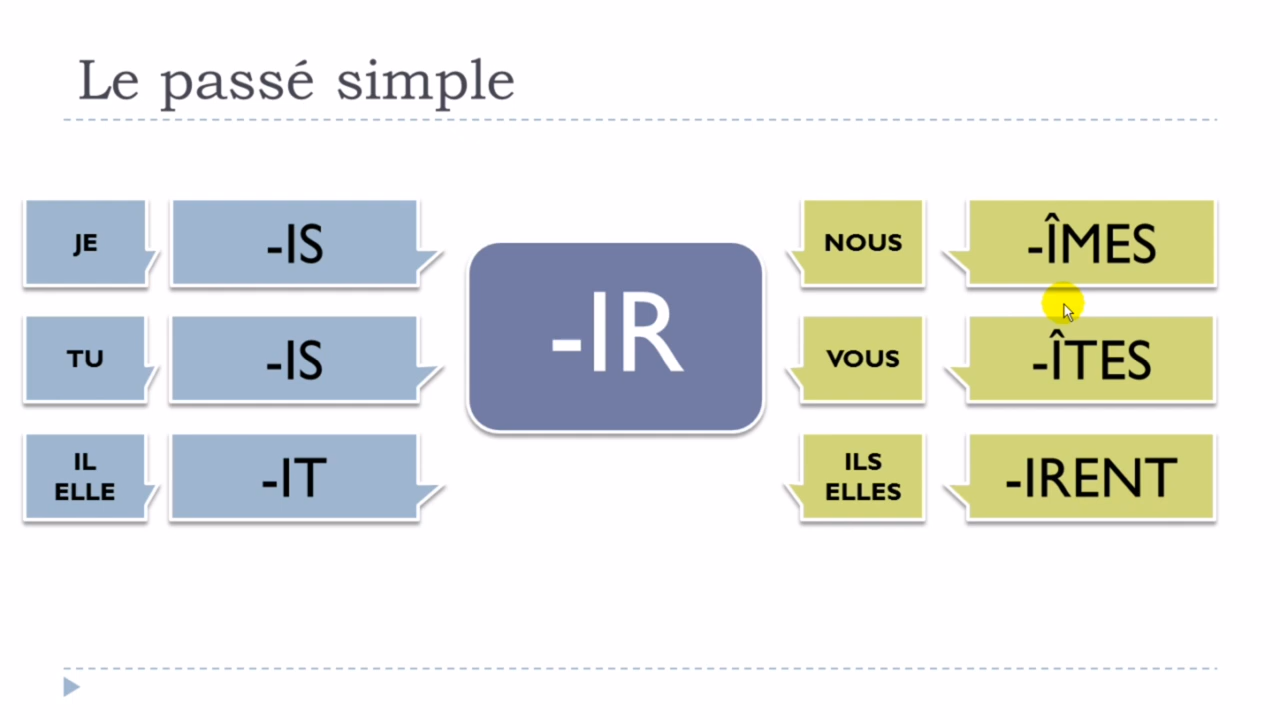 Le passé simple
JE
-IS
TU
-IS
IL
ELLE
-IT
-IR
NOUS
-ÎMES
VOUS
-ÎTES
ILS
ELLES
-IRENT